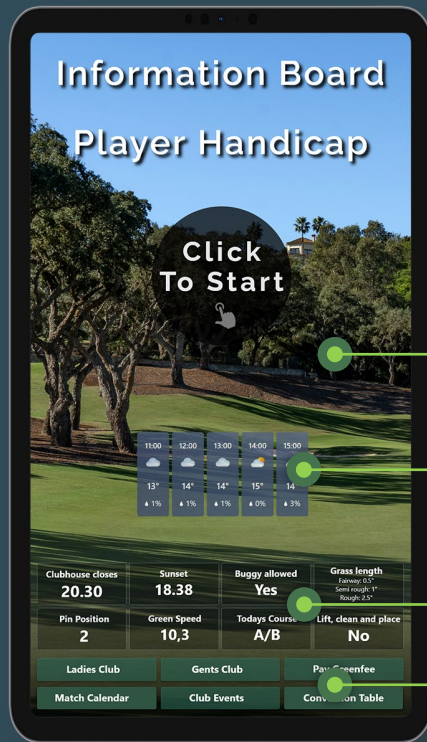 Information Board
Player Handicap
Click
To Start
11:00 12:00 13:00 14:00 15:00
13° 14° 14° 15° 14
1% 1% 1% 0% 3%
Clubhouse closes Sunset Buggy allowed Grass length
20.30 18.38 Yes Fairway: 0.5"
Semi rough: 1"
Rough: 2.5"
Pin Position Green Speed Todays Course Lift, clean and place
2 10,3 A/B No
Ladies Club Gents Club Pay Greenfee
Match Calendar Club Events Conversion Table